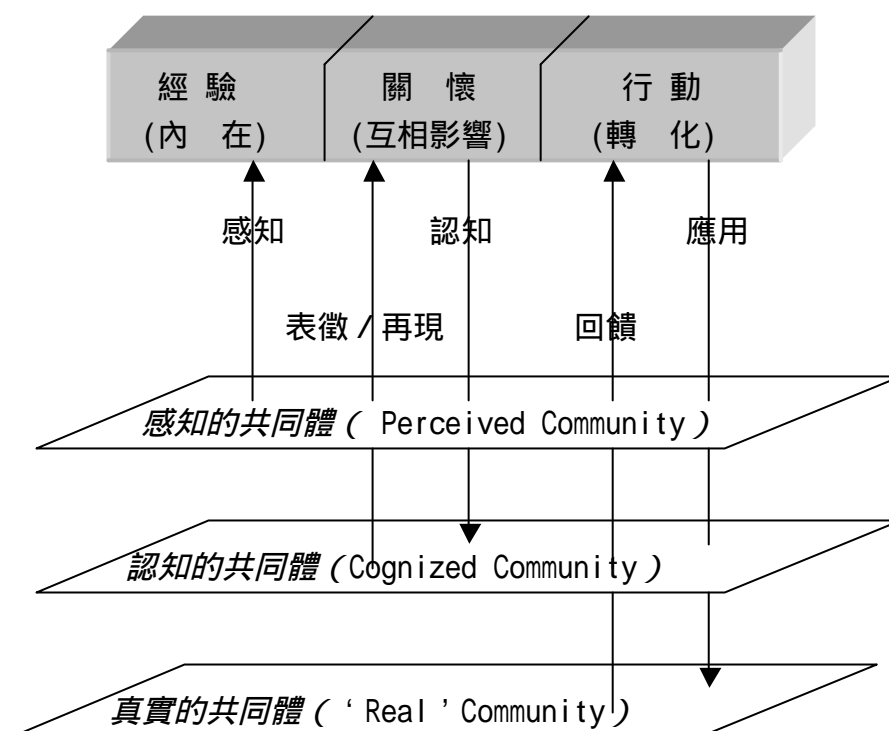 經 驗 關 懷 行 動
(內 在) (互相影響) (轉 化)
感知 認知 應用
表徵 / 再現 回饋
感知的共同體 ( Perceived Community )
認知的共同體 (Cognized Community )
真實的共同體 ( ‘ Real ’ Community )